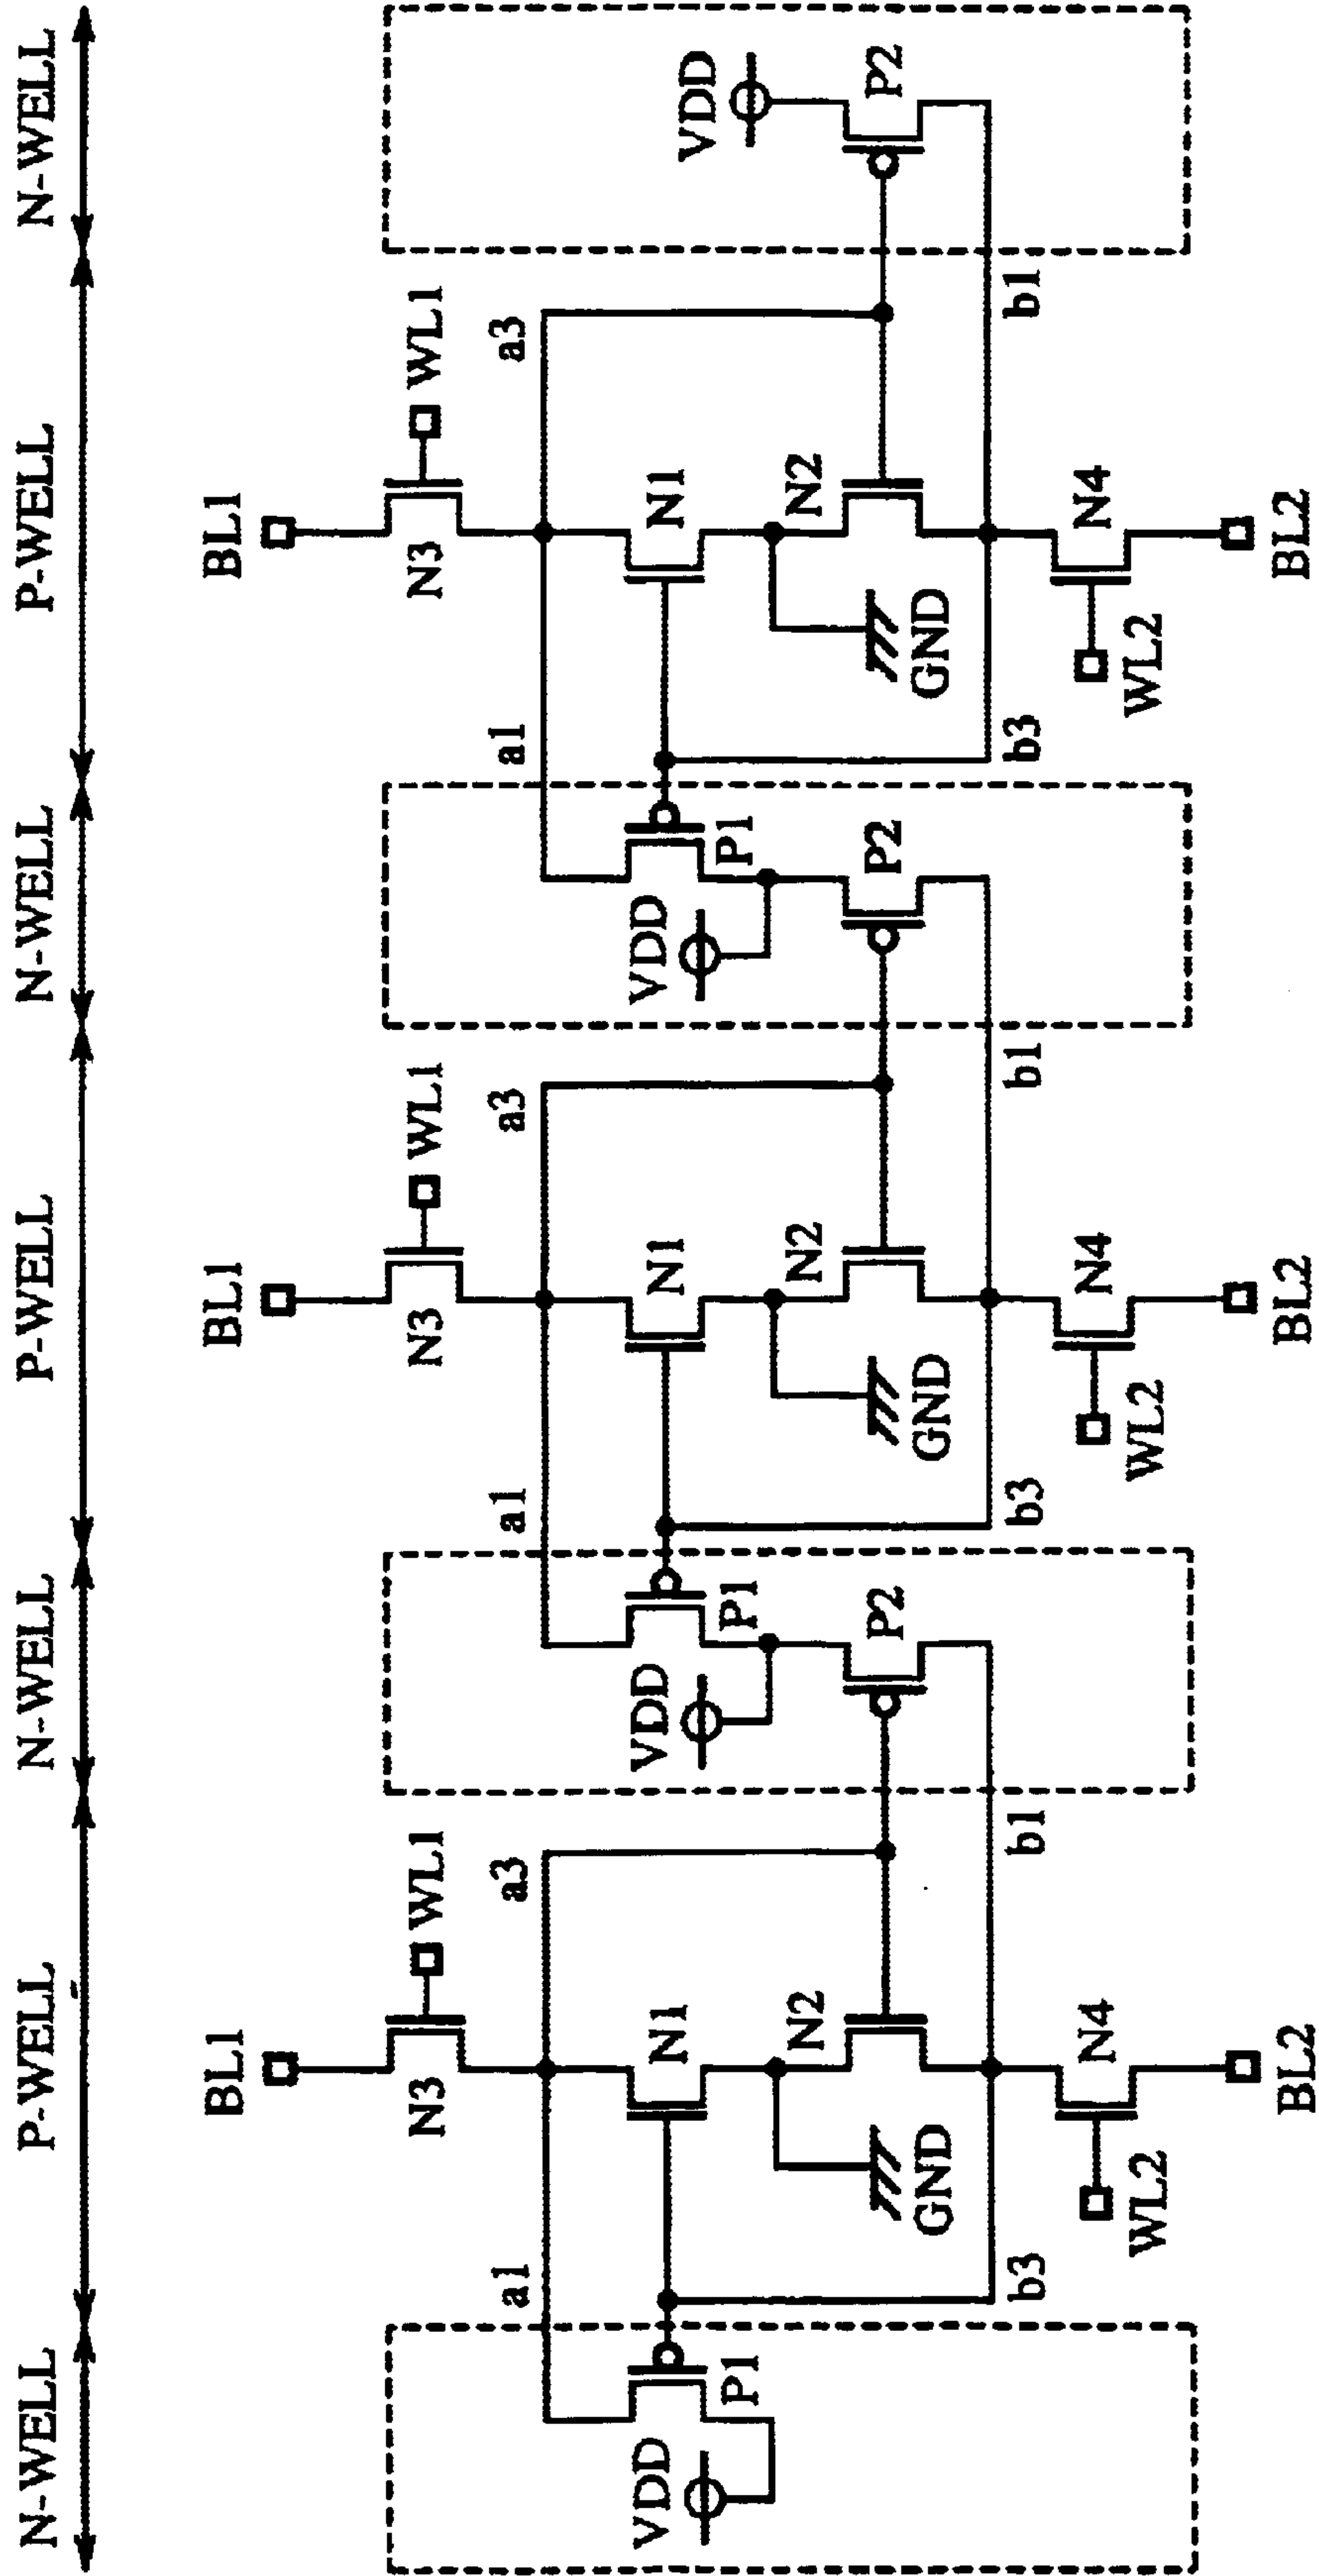 N-WELL P-WELL N-WELL P-WELL N-WELL P-WELL N-WELL
BL1 BL1 BL1
N3 WL1 N3 WL1 N3 WL1
a1 a3 a1 a3 a1 a3
VDD N1 VDD N1 VDD N1 VDD
P1 P1 P1
N2 N2 N2
P2 P2 P2
GND GND GND
b3 b1 b3 b1 b3 b1
N4 N4 N4
WL2 WL2 WL2
BL2 BL2 BL2